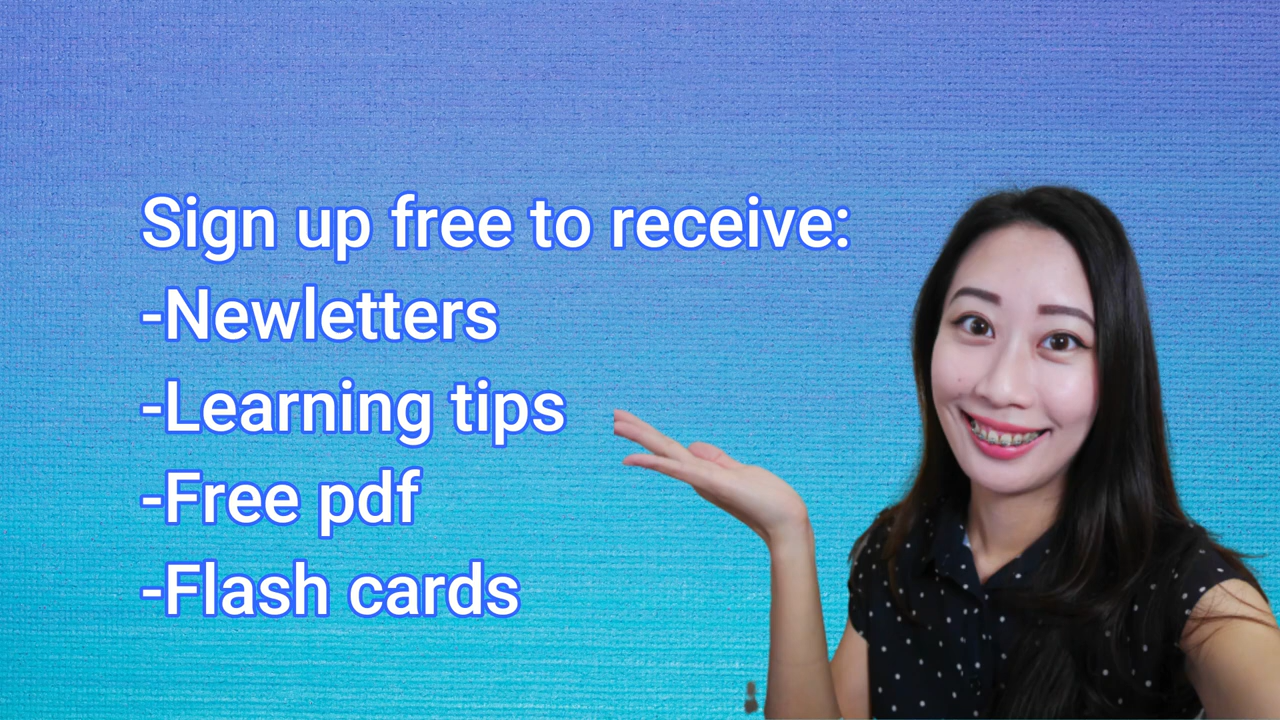 Sign up free to receive:
-Newletters
-Learning tips
-Free pdf
-Flash cards